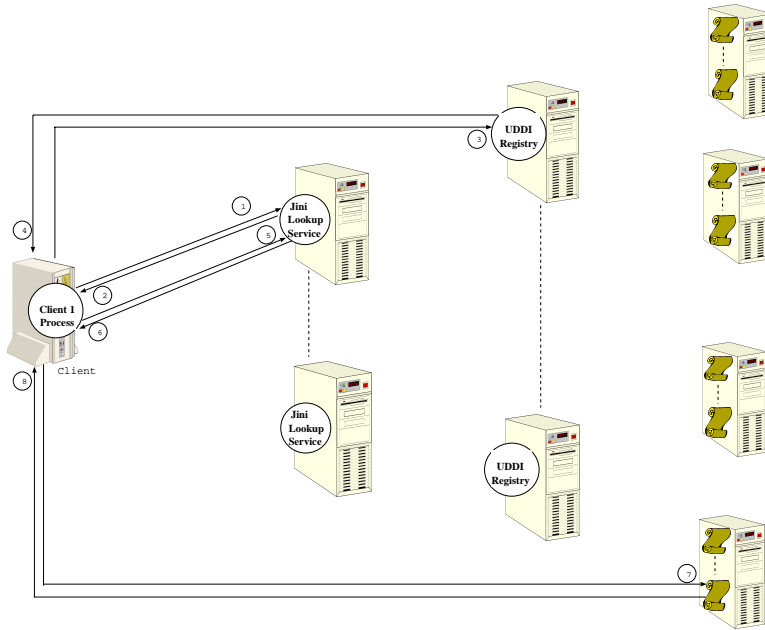 UDDI
Registry
3
1
Jini
Lookup
Service
4
5
2
Client 1
Process
6
Client
8
Jini
Lookup
Service
UDDI
Registry
7